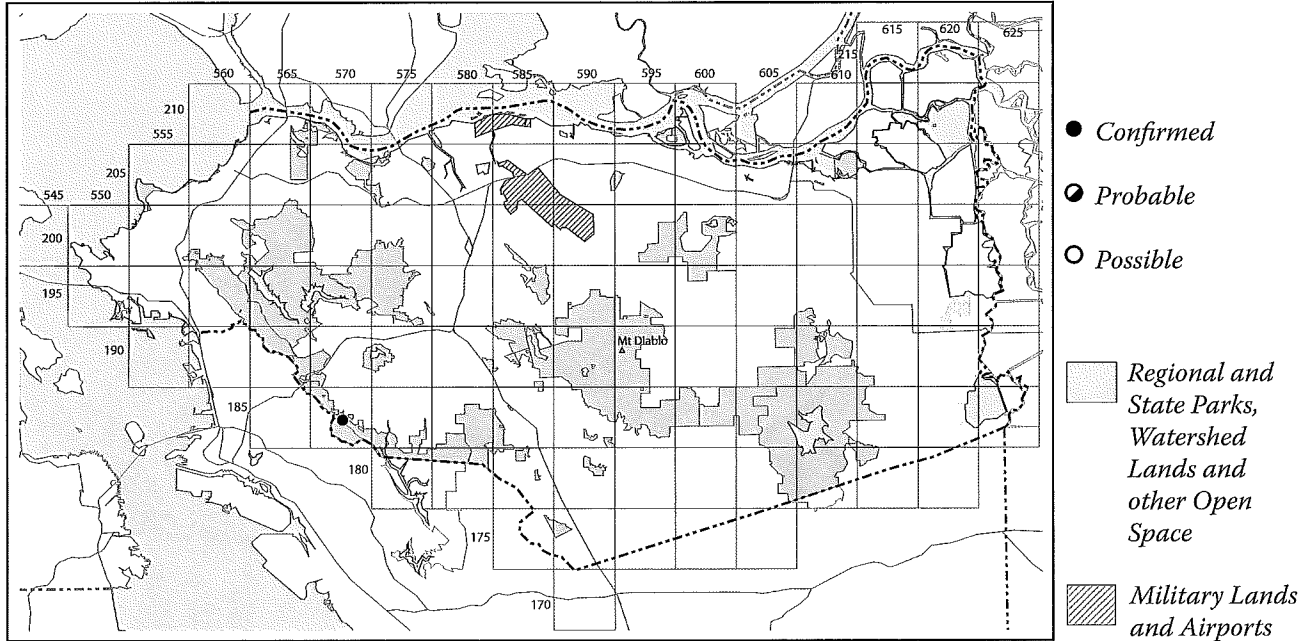 615 620 625
215
560 565 570 575 580 585 590 595 600 605 610
210
555
205
545 550
200
195
190
Mt Diablo
185
180
175
170
Confirmed
Probable
Possible
Regional and
State Parks,
Watershed
Lands and
other Open
Space
Military Lands
and Airports